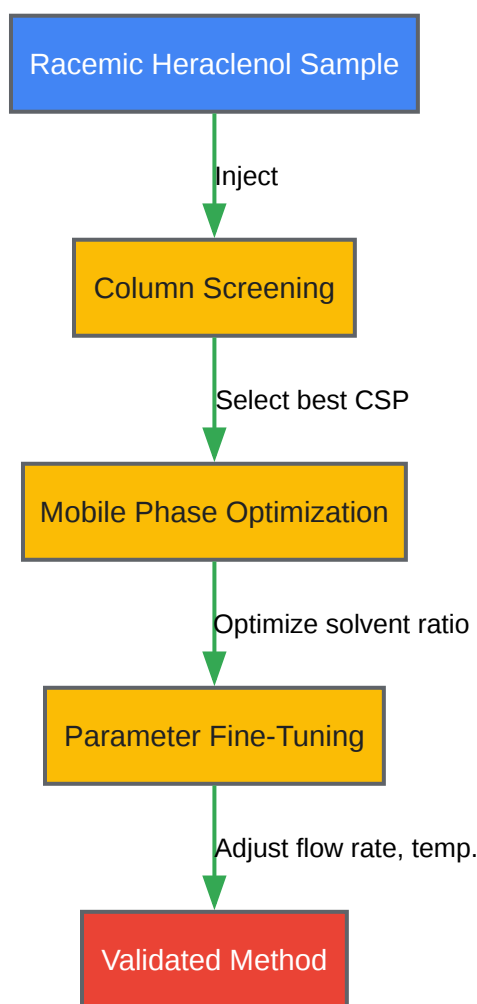 Racemic Heraclenol Sample
Inject
Column Screening
Select best CSP
Mobile Phase Optimization
Optimize solvent ratio
Parameter Fine-Tuning
Adjust flow rate, temp.
Validated Method